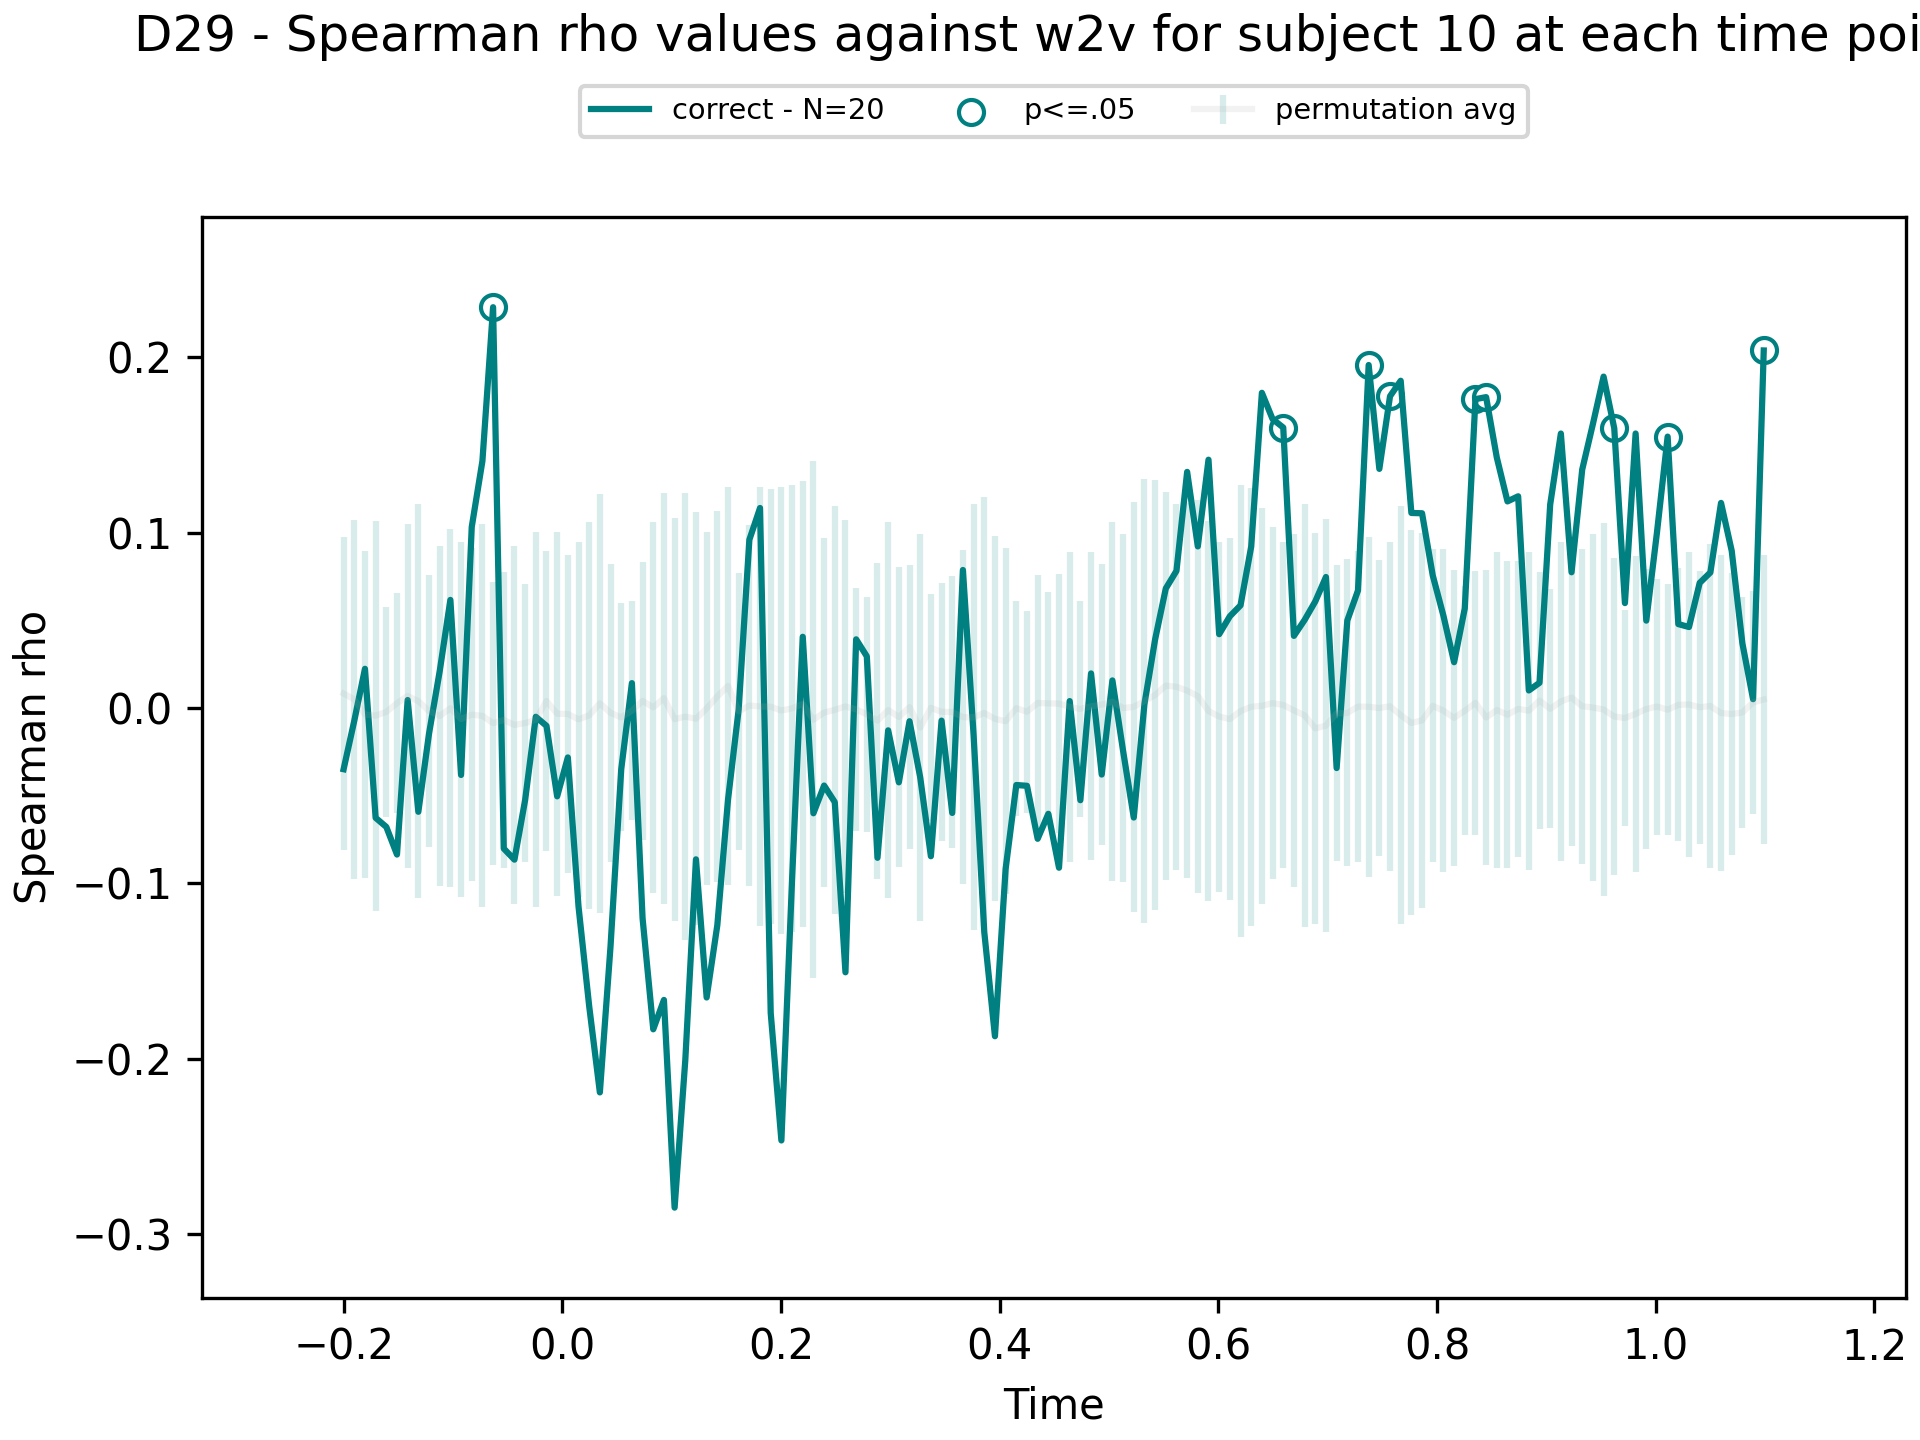 D29 - Spearman rho values against w2v for subject 10 at each time poi
correct - N=20 p<=.05 permutation avg
Spearman rho
0.2
0.1
0.0
−0.1
−0.2
−0.3
−0.2 0.0 0.2 0.4 0.6 0.8 1.0 1.2
Time